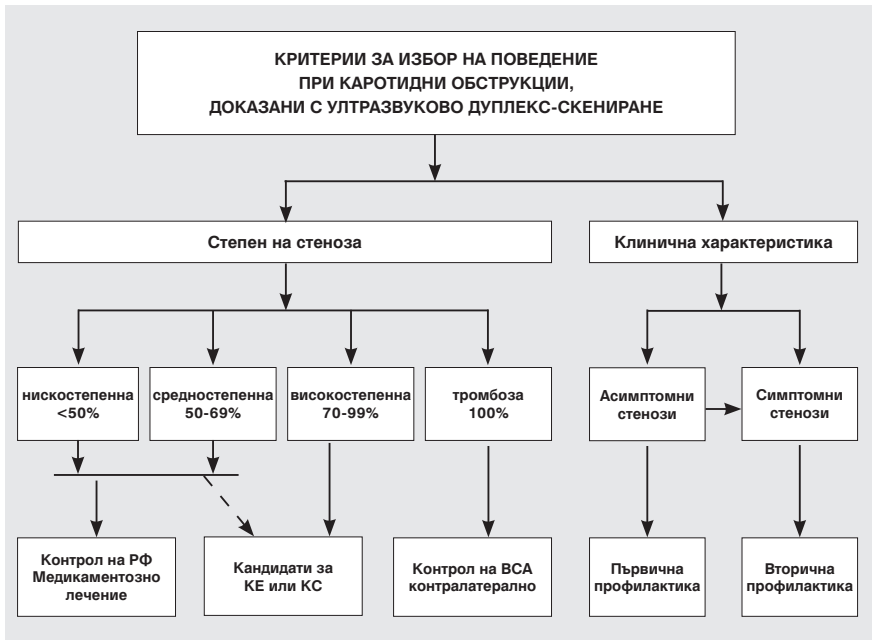 КРИТЕРИИ ЗА ИЗБОР НА ПОВЕДЕНИЕ
ПРИ КАРОТИДНИ ОБСТРУКЦИИ,
ДОКАЗАНИ С УЛТРАЗВУКОВО ДУПЛЕКС-СКЕНИРАНЕ
Степен на стеноза
Клинична характеристика
нискостепенна
<50%
средностепенна
50-69%
високостепенна
70-99%
тромбоза
100%
Асимптомни
стенози
Симптомни
стенози
Контрол на РФ
Медикаментозно
лечение
Кандидати за
КЕ или КС
Контрол на ВСА
контралатерално
Първична
профилактика
Вторична
профилактика